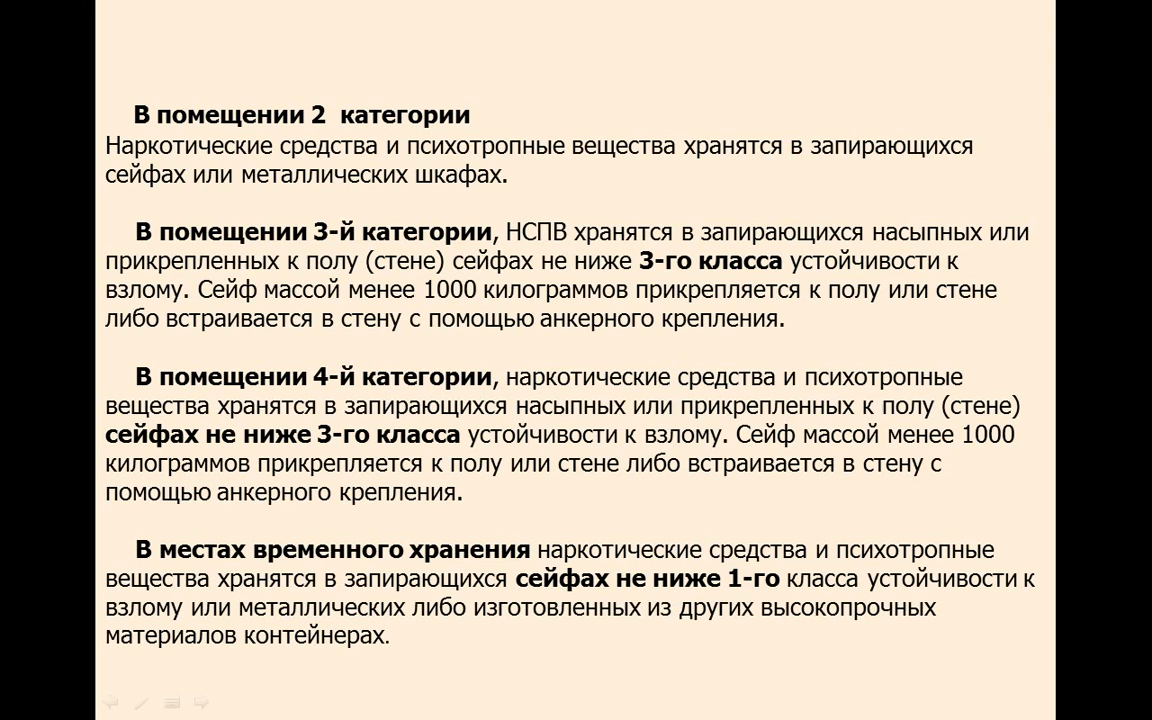 В помещении 2 категории
Наркотические средства и психотропные вещества хранятся в запирающихся
сейфах или металлических шкафах.
В помещении 3-й категории, НСПВ хранятся в запирающихся насыпных или
прикрепленных к полу (стене) сейфах не ниже 3-го класса устойчивости к
взлому. Сейф массой менее 1000 килограммов прикрепляется к полу или стене
либо встраивается в стену с помощью анкерного крепления.
В помещении 4-й категории, наркотические средства и психотропные
вещества хранятся в запирающихся насыпных или прикрепленных к полу (стене)
сейфах не ниже 3-го класса устойчивости к взлому. Сейф массой менее 1000
килограммов прикрепляется к полу или стене либо встраивается в стену с
помощью анкерного крепления.
В местах временного хранения наркотические средства и психотропные
вещества хранятся в запирающихся сейфах не ниже 1-го класса устойчивости к
взлому или металлических либо изготовленных из других высокопрочных
материалов контейнерах.